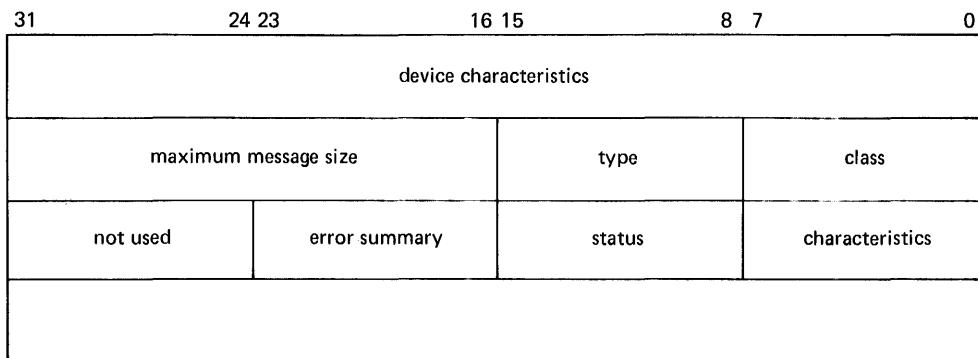 31 24 23 16 15 8 7 0
device characteristics
maximum message size type class
not used error summary status characteristics